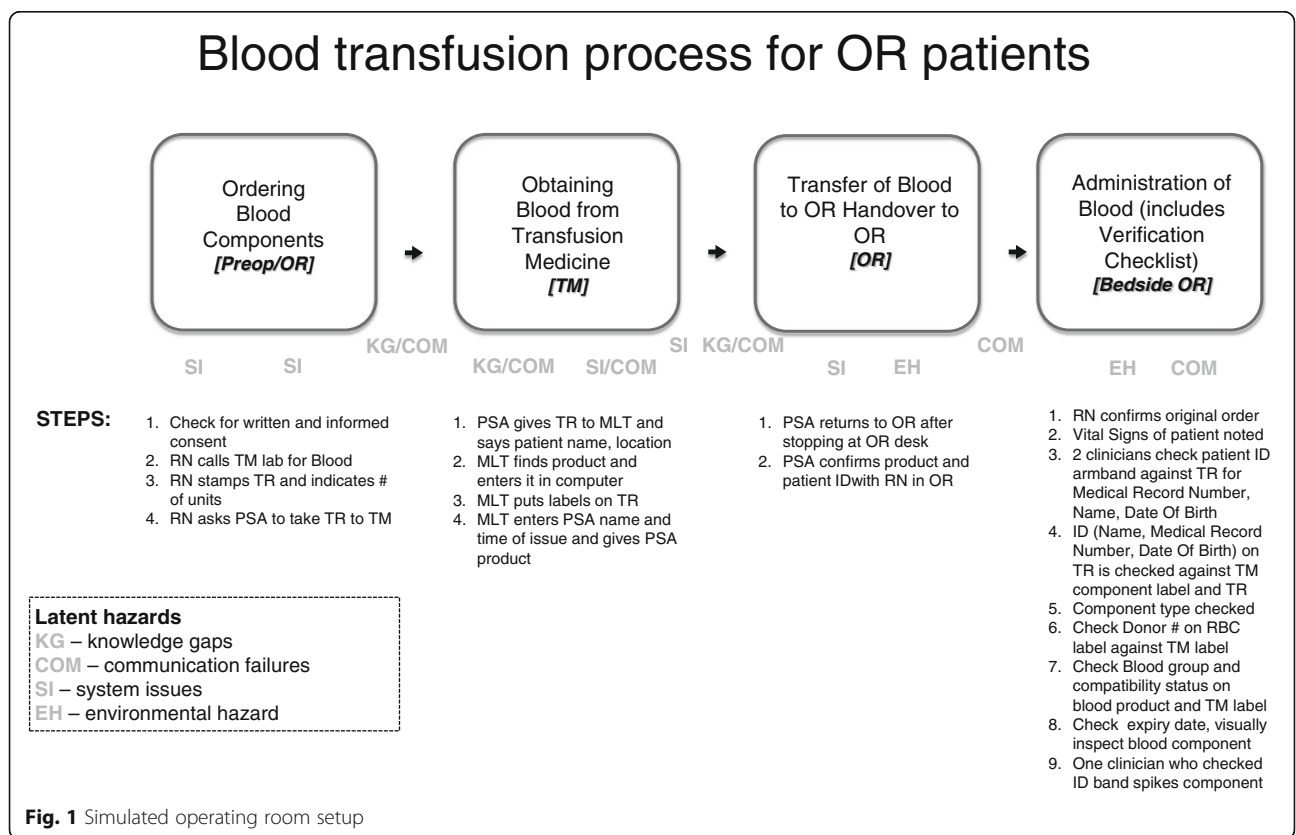 Blood transfusion process for OR patients
Ordering
Blood
Components
[Preop/OR]
Obtaining
Blood from
Transfusion
Medicine
[TM]
Transfer of Blood
to OR Handover to
OR
[OR]
Administration of
Blood (includes
Verification
Checklist)
[Bedside OR]
SI
SI
KG/COM
KG/COM
SI/COM
SI
KG/COM
SI
EH
COM
EH
COM
STEPS:
1. Check for written and informed
consent
2. RN calls TM lab for Blood
3. RN stamps TR and indicates #
of units
4. RN asks PSA to take TR to TM
1. PSA gives TR to MLT and
says patient name, location
2. MLT finds product and
enters it in computer
3. MLT puts labels on TR
4. MLT enters PSA name and
time of issue and gives PSA
product
1. PSA returns to OR after
stopping at OR desk
2. PSA confirms product and
patient IDwith RN in OR
1. RN confirms original order
2. Vital Signs of patient noted
3. 2 clinicians check patient ID
armband against TR for
Medical Record Number,
Name, Date Of Birth
4. ID (Name, Medical Record
Number, Date Of Birth) on
TR is checked against TM
component label and TR
5. Component type checked
6. Check Donor # on RBC
label against TM label
7. Check Blood group and
compatibility status on
blood product and TM label
8. Check expiry date, visually
inspect blood component
9. One clinician who checked
ID band spikes component
Latent hazards
KG – knowledge gaps
COM – communication failures
SI – system issues
EH – environmental hazard
Fig. 1 Simulated operating room setup